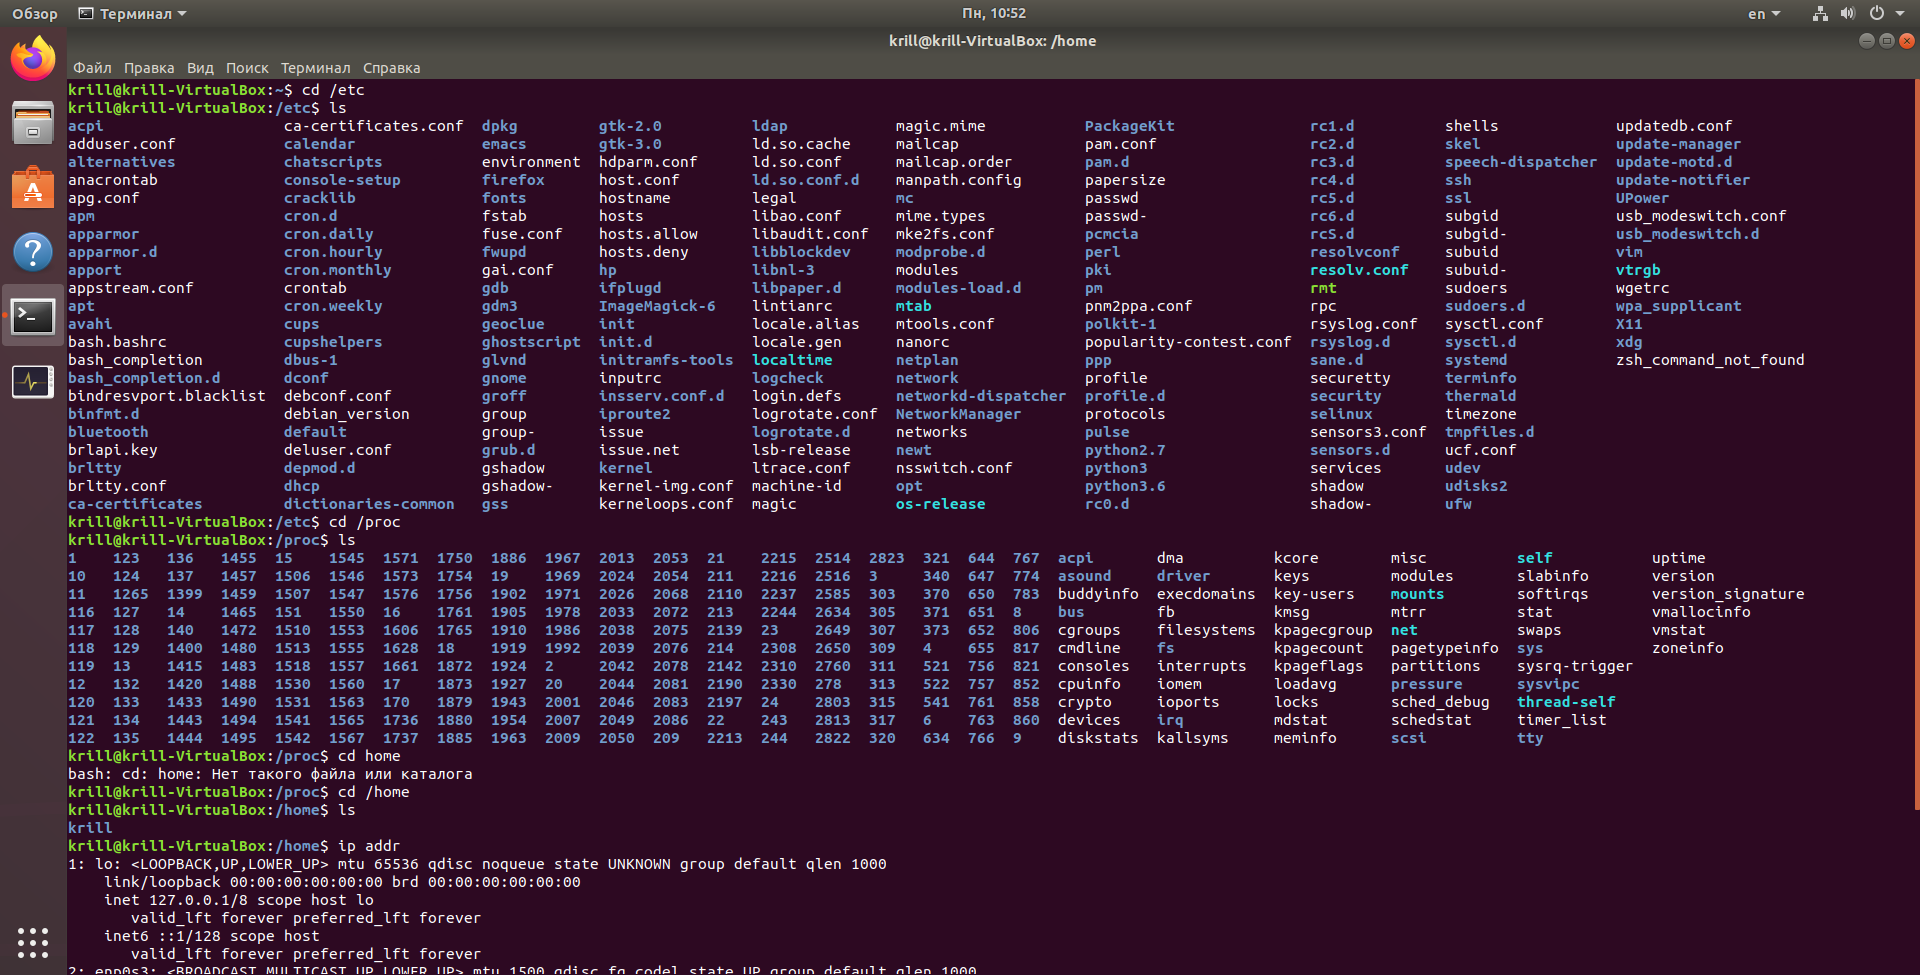 Обзор Терминал Пн, 10:52 en
krill@krill-VirtualBox: /home
Файл Правка Вид Поиск Терминал Справка
krill@krill-VirtualBox:~$ cd /etc
krill@krill-VirtualBox:/etc$ ls
acpi ca-certificates.conf dpkg gtk-2.0 ldap magic.mime PackageKit rc1.d shells updatedb.conf
adduser.conf calendar emacs gtk-3.0 ld.so.cache mailcap pam.conf rc2.d skel update-manager
alternatives chatscripts environment hdparm.conf ld.so.conf mailcap.order pam.d rc3.d speech-dispatcher update-motd.d
anacrontab console-setup firefox host.conf ld.so.conf.d manpath.config papersize rc4.d ssh update-notifier
apg.conf cracklib fonts hostname legal mc passwd rc5.d ssl UPower
apm cron.d fstab hosts libao.conf mime.types passwd- rc6.d subgid usb_modeswitch.conf
apparmor cron.daily fuse.conf hosts.allow libaudit.conf mke2fs.conf pcmcia rcS.d subgid- usb_modeswitch.d
apparmor.d cron.hourly fwupd hosts.deny libblockdev modprobe.d perl resolvconf subuid vim
apport cron.monthly gai.conf hp libnl-3 modules pki resolv.conf subuid- vtrgb
appstream.conf crontab gdb ifplugd libpaper.d modules-load.d pm rmt sudoers wgetrc
apt cron.weekly gdm3 ImageMagick-6 lintianrc mtab pnm2ppa.conf rpc sudoers.d wpa_supplicant
avahi cups geoclue init locale.alias mtools.conf polkit-1 rsyslog.conf sysctl.conf X11
bash.bashrc cupshelpers ghostscript init.d locale.gen nanorc popularity-contest.conf rsyslog.d sysctl.d xdg
bash_completion dbus-1 glvnd initramfs-tools localtime netplan ppp sane.d systemd zsh_command_not_found
bash_completion.d dconf gnome inputrc logcheck network profile securetty terminfo
bindresvport.blacklist debconf.conf groff insserv.conf.d login.defs networkd-dispatcher profile.d security thermald
binfmt.d debian_version group iproute2 logrotate.conf NetworkManager protocols selinux timezone
bluetooth default group- issue logrotate.d networks pulse sensors3.conf tmpfiles.d
brlapi.key deluser.conf grub.d issue.net lsb-release newt python2.7 sensors.d ucf.conf
brltty depmod.d gshadow kernel ltrace.conf nsswitch.conf python3 services udev
brltty.conf dhcp gshadow- kernel-img.conf machine-id opt python3.6 shadow udisks2
ca-certificates dictionaries-common gss kerneloops.conf magic os-release rc0.d shadow- ufw
krill@krill-VirtualBox:/etc$ cd /proc
krill@krill-VirtualBox:/proc$ ls
1 123 136 1455 15 1545 1571 1750 1886 1967 2013 2053 21 2215 2514 2823 321 644 767 acpi dma kcore misc self uptime
10 124 137 1457 1506 1546 1573 1754 19 1969 2024 2054 211 2216 2516 3 340 647 774 asound driver keys modules slabinfo version
11 1265 1399 1459 1507 1547 1576 1756 1902 1971 2026 2068 2110 2237 2585 303 370 650 783 buddyinfo execdomains key-users mounts softirqs version_signature
116 127 14 1465 151 1550 16 1761 1905 1978 2033 2072 213 2244 2634 305 371 651 8 bus fb kmsg mtrr stat vmallocinfo
117 128 140 1472 1510 1553 1606 1765 1910 1986 2038 2075 2139 23 2649 307 373 652 806 cgroups filesystems kpagecgroup net swaps vmstat
118 129 1400 1480 1513 1555 1628 18 1919 1992 2039 2076 214 2308 2650 309 4 655 817 cmdline fs kpagecount pagetypeinfo sys zoneinfo
119 13 1415 1483 1518 1557 1661 1872 1924 2 2042 2078 2142 2310 2760 311 521 756 821 consoles interrupts kpageflags partitions sysrq-trigger
12 132 1420 1488 1530 1560 17 1873 1927 20 2044 2081 2190 2330 278 313 522 757 852 cpuinfo iomem loadavg pressure sysvipc
120 133 1433 1490 1531 1563 170 1879 1943 2001 2046 2083 2197 24 2803 315 541 761 858 crypto ioports locks sched_debug thread-self
121 134 1443 1494 1541 1565 1736 1880 1954 2007 2049 2086 22 243 2813 317 6 763 860 devices irq mdstat schedstat timer_list
122 135 1444 1495 1542 1567 1737 1885 1963 2009 2050 209 2213 244 2822 320 634 766 9 diskstats kallsyms meminfo scsi tty
krill@krill-VirtualBox:/proc$ cd home
bash: cd: home: Нет такого файла или каталога
krill@krill-VirtualBox:/proc$ cd /home
krill@krill-VirtualBox:/home$ ls
krill
krill@krill-VirtualBox:/home$ ip addr
1: lo: <LOOPBACK,UP,LOWER_UP> mtu 65536 qdisc noqueue state UNKNOWN group default qlen 1000
link/loopback 00:00:00:00:00:00 brd 00:00:00:00:00:00
inet 127.0.0.1/8 scope host lo
valid_lft forever preferred_lft forever
inet6 ::1/128 scope host
valid_lft forever preferred_lft forever
2: enp0s3: <BROADCAST,MULTICAST,UP,LOWER_UP> mtu 1500 qdisc fq_codel state UP group default qlen 1000